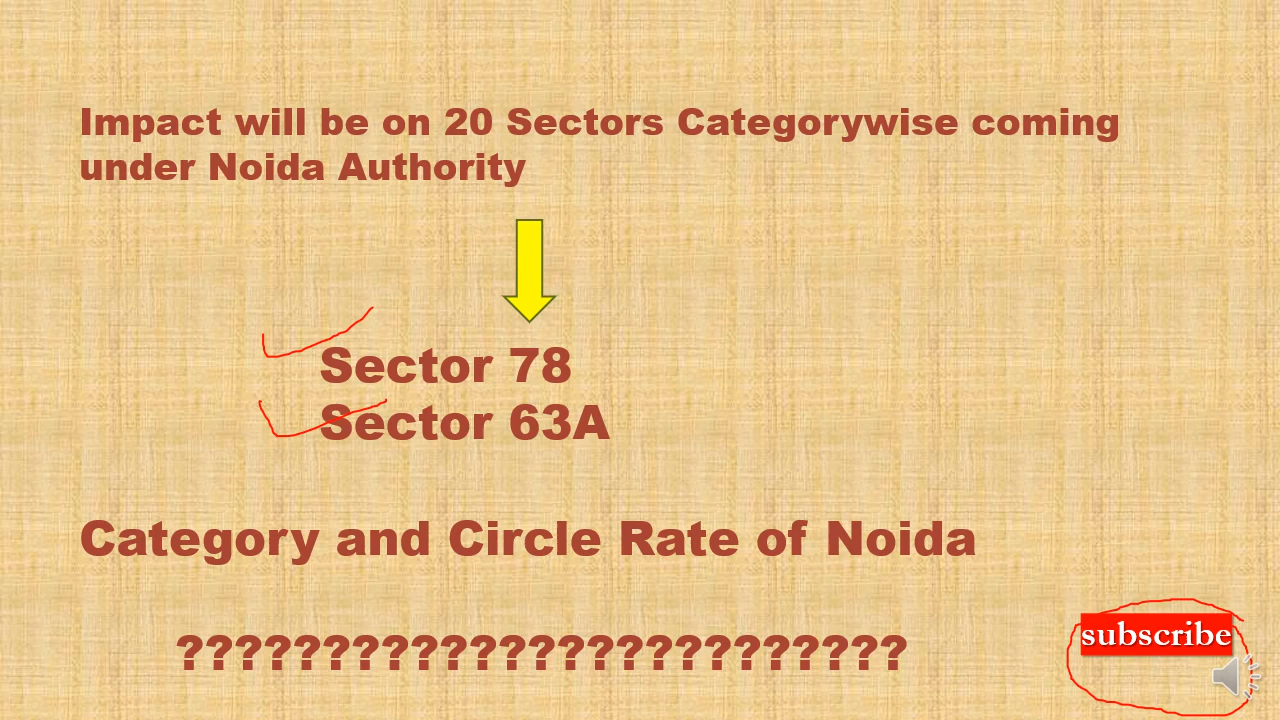 Impact will be on 20 Sectors Categorywise coming
under Noida Authority
Sector 78
Sector 63A
Category and Circle Rate of Noida
?????????????????????????
subscribe